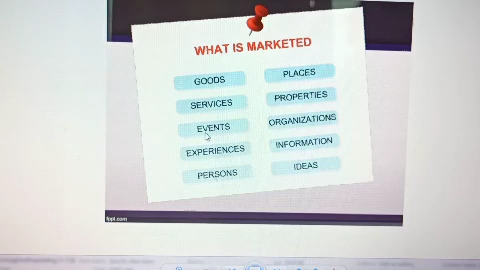 WHAT IS MARKETED
GOODS
SERVICES
EVENTS
EXPERIENCES
PERSONS
PLACES
PROPERTIES
ORGANIZATIONS
INFORMATION
IDEAS
fppt.com